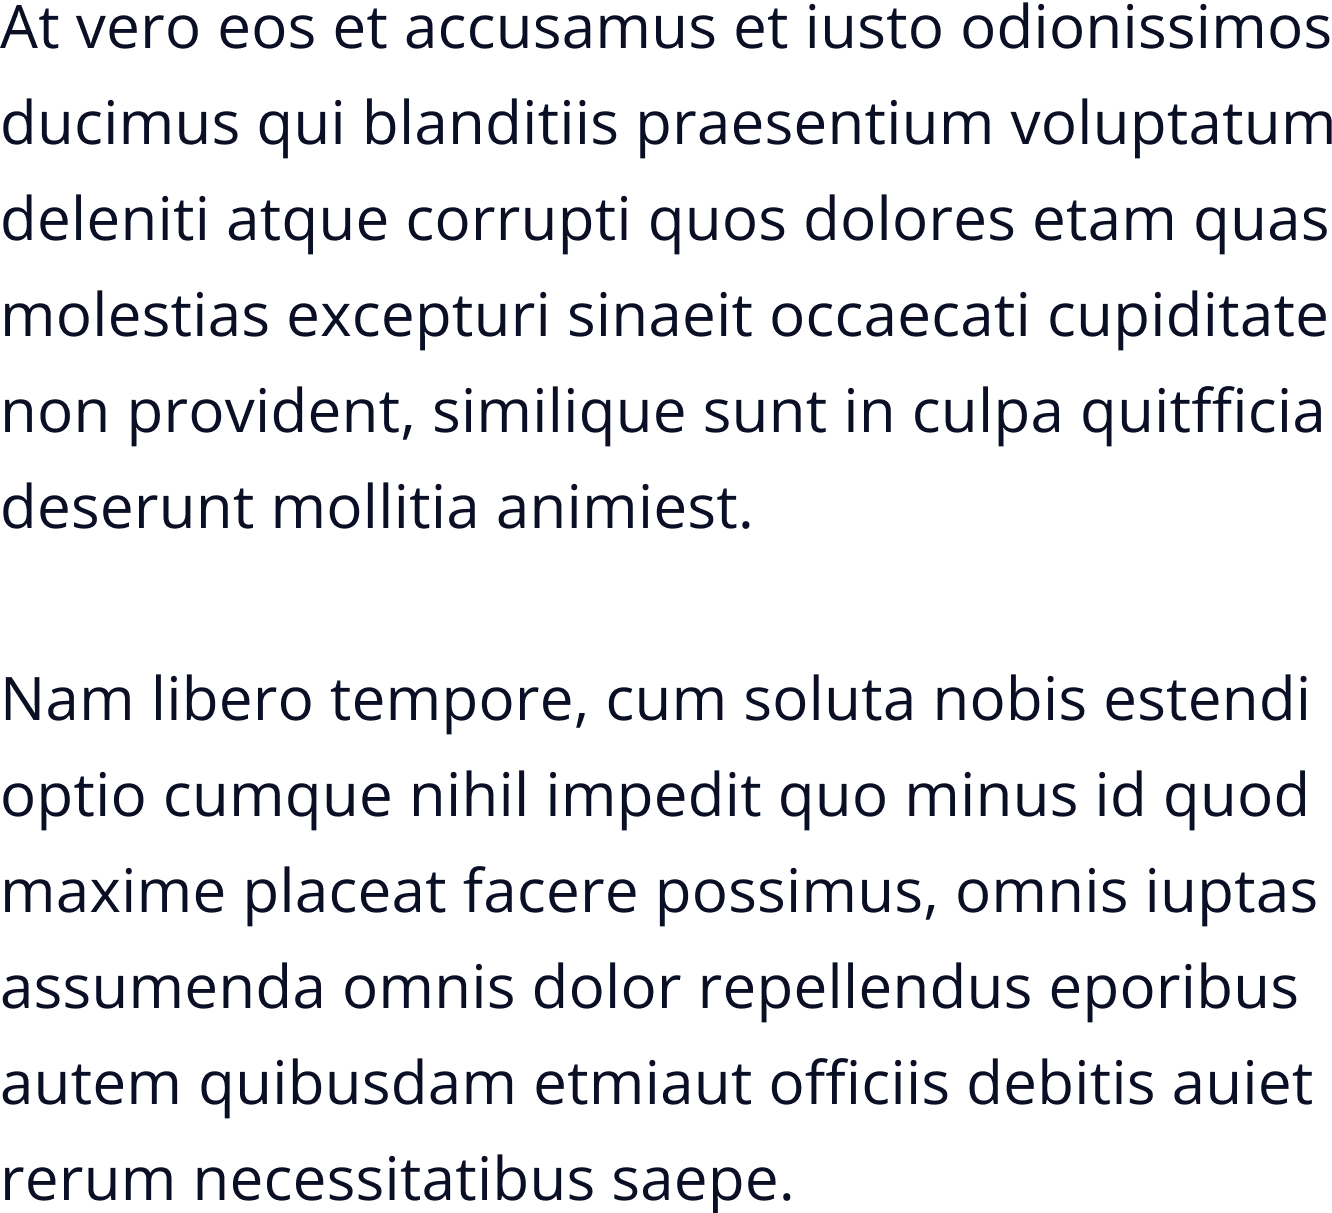 At vero eos et accusamus et iusto odionissimos
ducimus qui blanditiis praesentium voluptatum
deleniti atque corrupti quos dolores etam quas
molestias excepturi sinaeit occaecati cupiditate
non provident, similique sunt in culpa quitfficia
deserunt mollitia animiest.
Nam libero tempore, cum soluta nobis estendi
optio cumque nihil impedit quo minus id quod
maxime placeat facere possimus, omnis iuptas
assumenda omnis dolor repellendus eporibus
autem quibusdam etmiaut officiis debitis auiet
rerum necessitatibus saepe.